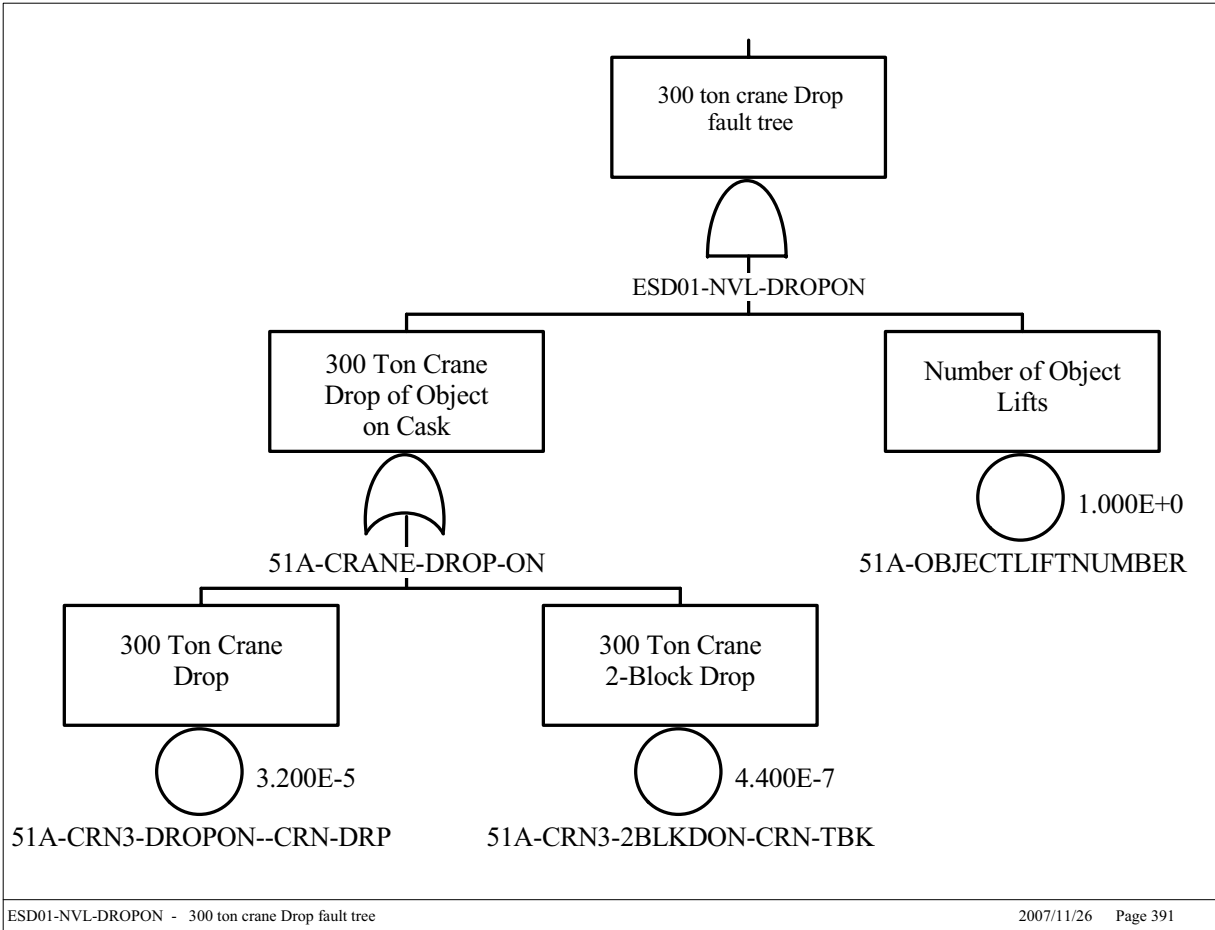 300 ton crane Drop
fault tree
ESD01-NVL-DROPON
300 Ton Crane
Drop of Object
on Cask
Number of Object
Lifts
1.000E+0
51A-CRANE-DROP-ON
51A-OBJECTLIFTNUMBER
300 Ton Crane
Drop
300 Ton Crane
2-Block Drop
3.200E-5
4.400E-7
51A-CRN3-DROPON--CRN-DRP
51A-CRN3-2BLKDON-CRN-TBK
ESD01-NVL-DROPON - 300 ton crane Drop fault tree
2007/11/26 Page 391